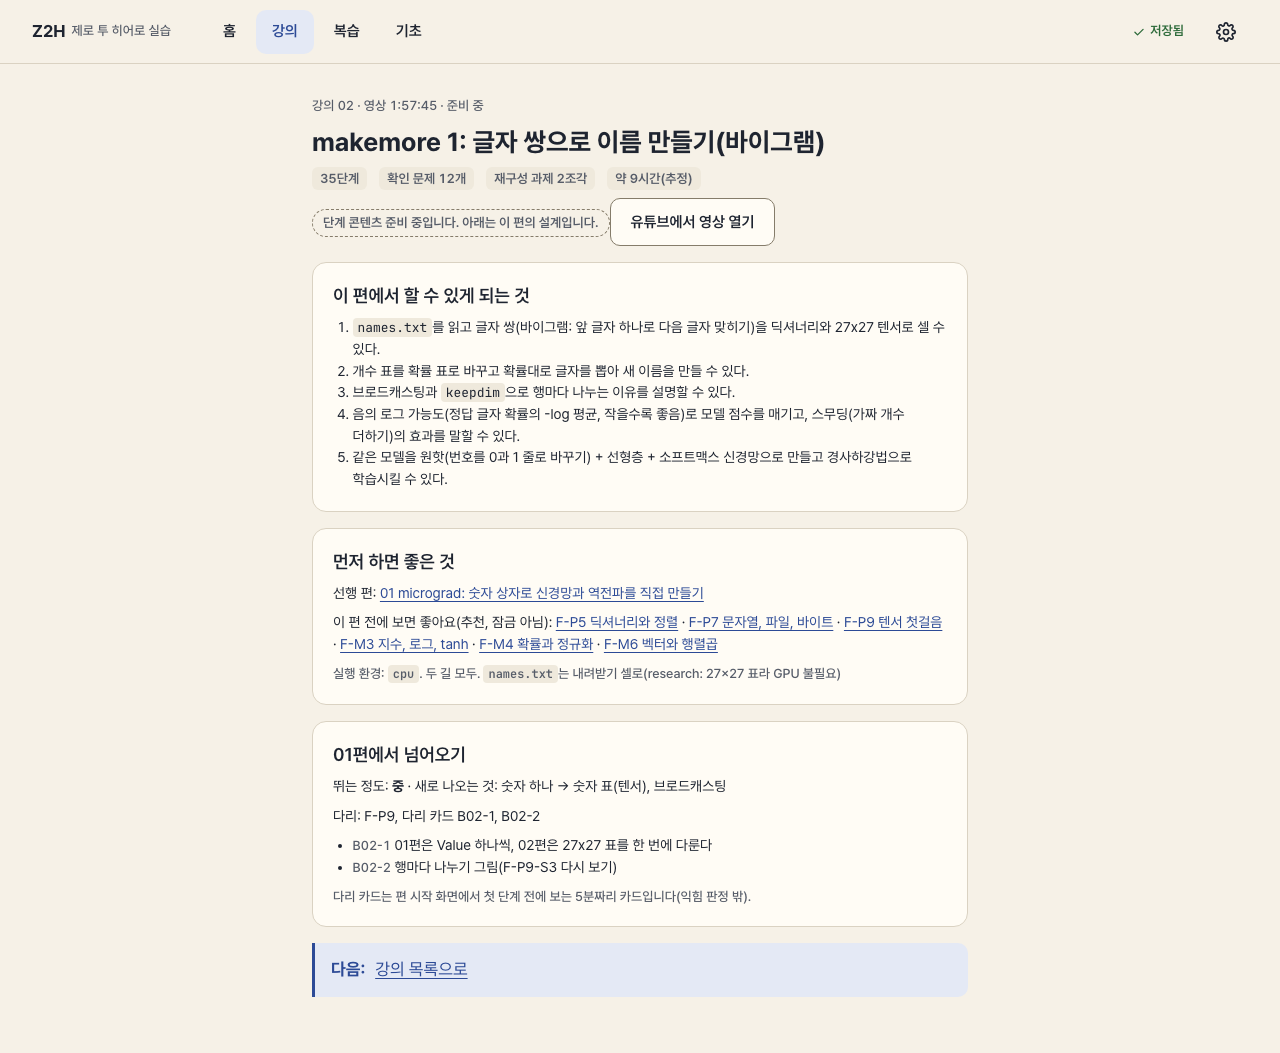 Z2H 제로 투 히어로 실습 홈 강의 복습 기초 ✓ 저장됨
강의 02 · 영상 1:57:45 · 준비 중
makemore 1: 글자 쌍으로 이름 만들기(바이그램)
35단계 확인 문제 12개 재구성 과제 2조각 약 9시간(추정)
단계 콘텐츠 준비 중입니다. 아래는 이 편의 설계입니다. 유튜브에서 영상 열기
이 편에서 할 수 있게 되는 것
1. names.txt를 읽고 글자 쌍(바이그램: 앞 글자 하나로 다음 글자 맞히기)을 딕셔너리와 27x27 텐서로 셀 수
있다.
2. 개수 표를 확률 표로 바꾸고 확률대로 글자를 뽑아 새 이름을 만들 수 있다.
3. 브로드캐스팅과 keepdim으로 행마다 나누는 이유를 설명할 수 있다.
4. 음의 로그 가능도(정답 글자 확률의 -log 평균, 작을수록 좋음)로 모델 점수를 매기고, 스무딩(가짜 개수
더하기)의 효과를 말할 수 있다.
5. 같은 모델을 원핫(번호를 0과 1 줄로 바꾸기) + 선형층 + 소프트맥스 신경망으로 만들고 경사하강법으로
학습시킬 수 있다.
먼저 하면 좋은 것
선행 편: 01 micrograd: 숫자 상자로 신경망과 역전파를 직접 만들기
이 편 전에 보면 좋아요(추천, 잠금 아님): F-P5 딕셔너리와 정렬 · F-P7 문자열, 파일, 바이트 · F-P9 텐서 첫걸음
· F-M3 지수, 로그, tanh · F-M4 확률과 정규화 · F-M6 벡터와 행렬곱
실행 환경: cpu. 두 길 모두. names.txt는 내려받기 셀로(research: 27×27 표라 GPU 불필요)
01편에서 넘어오기
뛰는 정도: 중 · 새로 나오는 것: 숫자 하나 → 숫자 표(텐서), 브로드캐스팅
다리: F-P9, 다리 카드 B02-1, B02-2
• B02-1 01편은 Value 하나씩, 02편은 27x27 표를 한 번에 다룬다
• B02-2 행마다 나누기 그림(F-P9-S3 다시 보기)
다리 카드는 편 시작 화면에서 첫 단계 전에 보는 5분짜리 카드입니다(익힘 판정 밖).
다음: 강의 목록으로